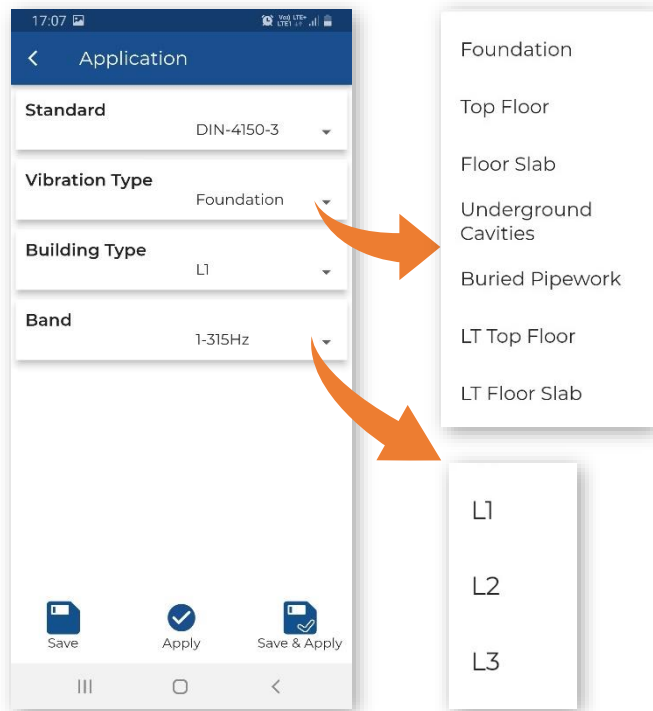 17:07
Application
Standard
DIN-4150-3
Vibration Type
Foundation
Building Type
L1
Band
1-315Hz
Save
Apply
Save & Apply
Foundation
Top Floor
Floor Slab
Underground
Cavities
Buried Pipework
LT Top Floor
LT Floor Slab
L1
L2
L3